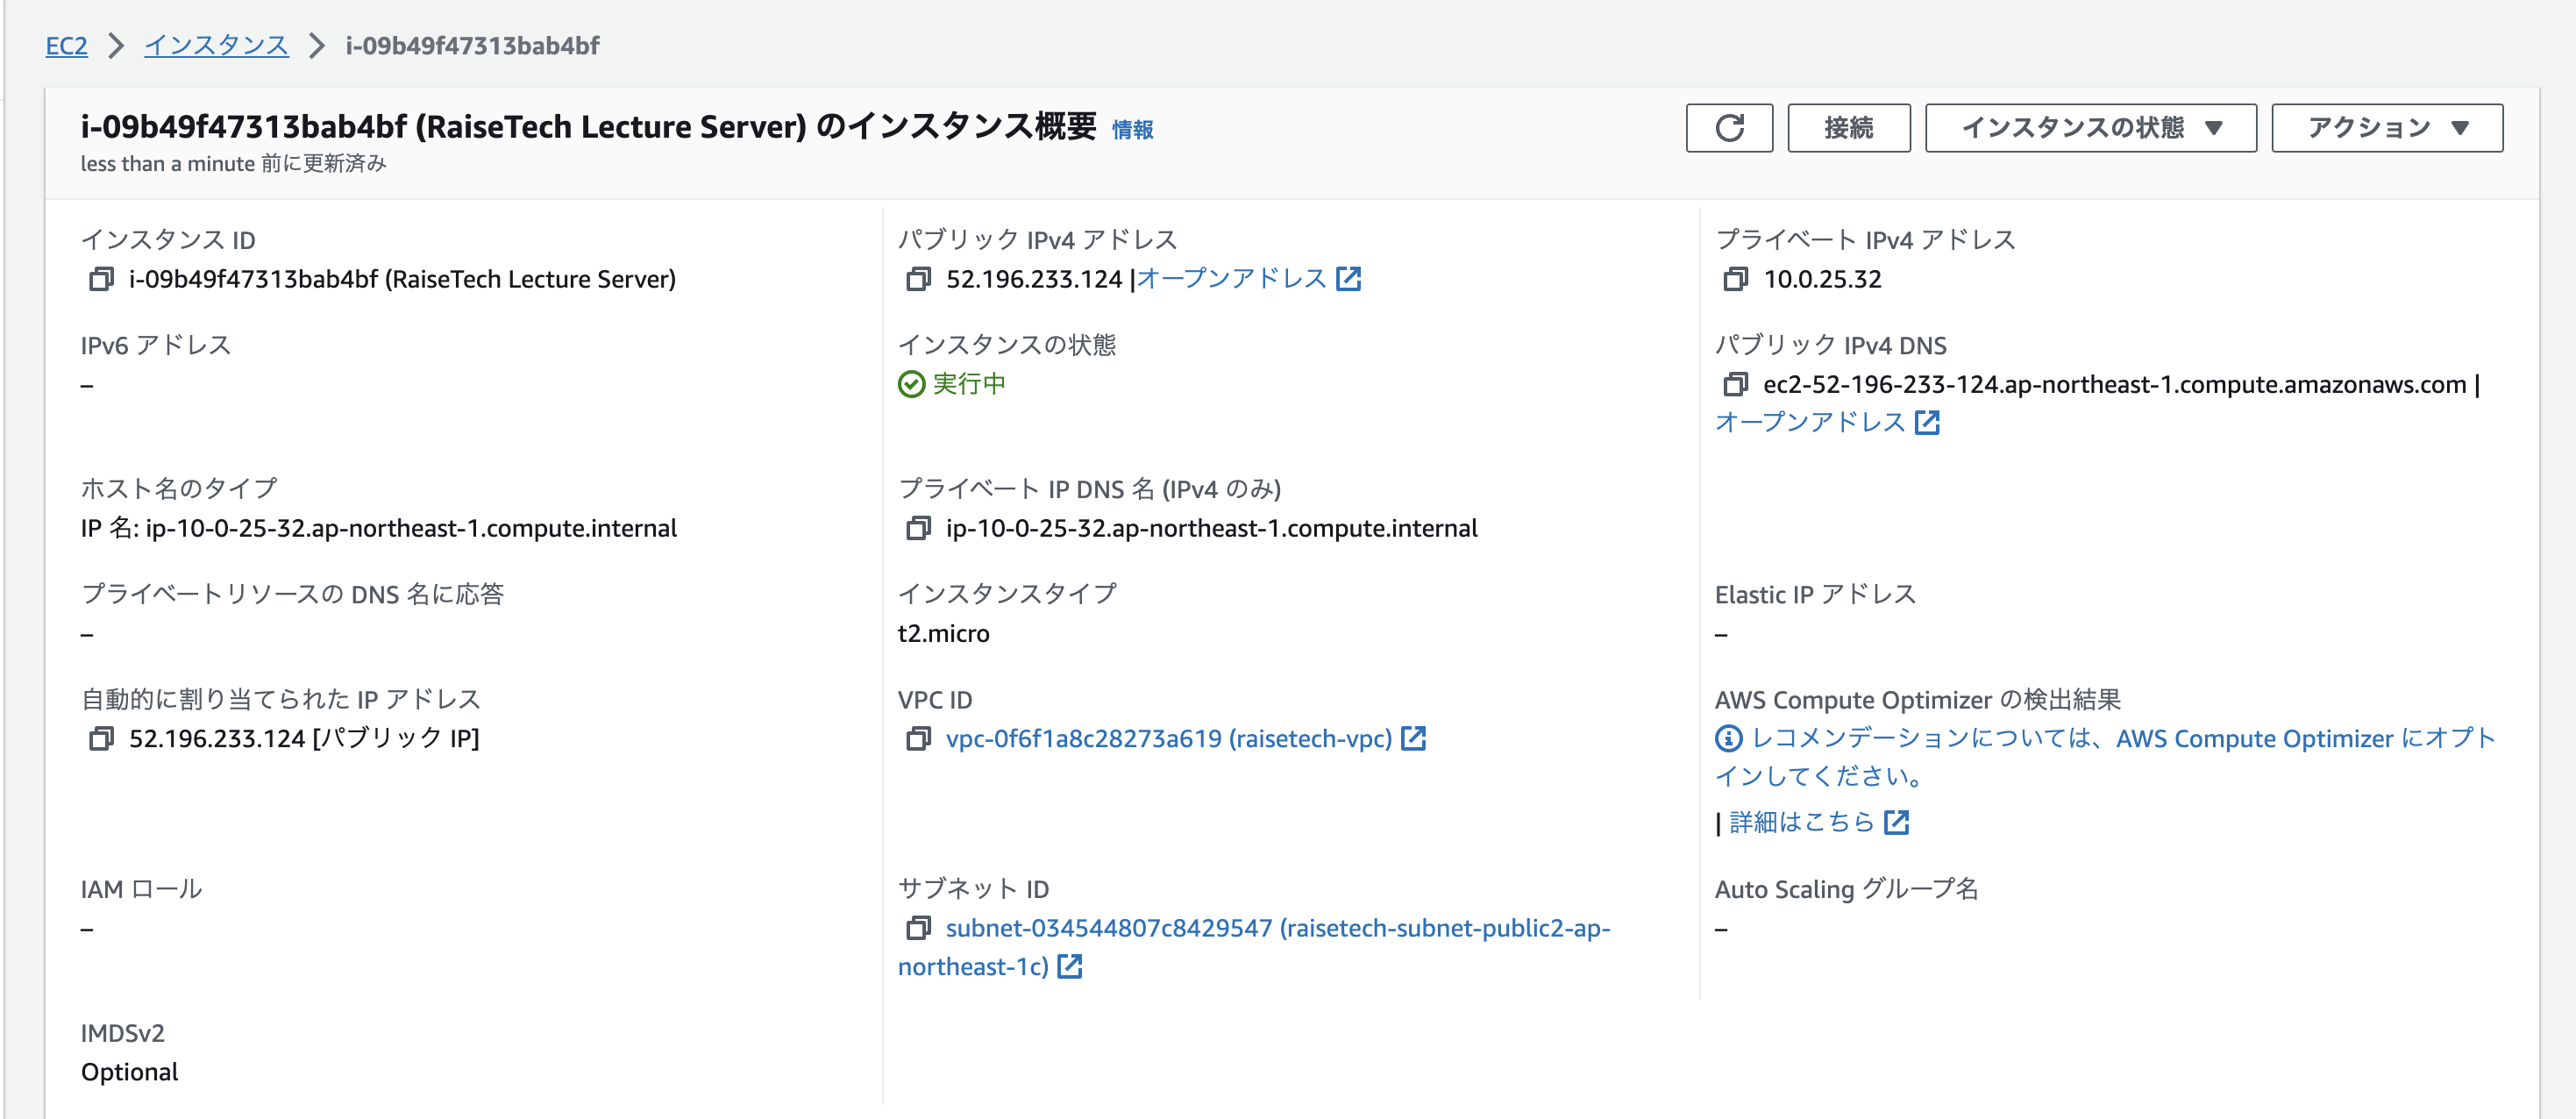 EC2 > インスタンス > i-09b49f47313bab4bf
i-09b49f47313bab4bf (RaiseTech Lecture Server) のインスタンス概要 情報
less than a minute 前に更新済み
接続
インスタンスの状態 ▼
アクション ▼
インスタンス ID
i-09b49f47313bab4bf (RaiseTech Lecture Server)
パブリック IPv4 アドレス
52.196.233.124 |オープンアドレス
プライベート IPv4 アドレス
10.0.25.32
IPv6 アドレス
–
インスタンスの状態
実行中
パブリック IPv4 DNS
ec2-52-196-233-124.ap-northeast-1.compute.amazonaws.com |
オープンアドレス
ホスト名のタイプ
IP 名: ip-10-0-25-32.ap-northeast-1.compute.internal
プライベート IP DNS 名 (IPv4 のみ)
ip-10-0-25-32.ap-northeast-1.compute.internal
プライベートリソースの DNS 名に応答
–
インスタンスタイプ
t2.micro
Elastic IP アドレス
–
自動的に割り当てられた IP アドレス
52.196.233.124 [パブリック IP]
VPC ID
vpc-0f6f1a8c28273a619 (raisetech-vpc)
AWS Compute Optimizer の検出結果
レコメンデーションについては、AWS Compute Optimizer にオプト
インしてください。
| 詳細はこちら
IAM ロール
–
サブネット ID
subnet-034544807c8429547 (raisetech-subnet-public2-ap-
northeast-1c)
Auto Scaling グループ名
–
IMDSv2
Optional